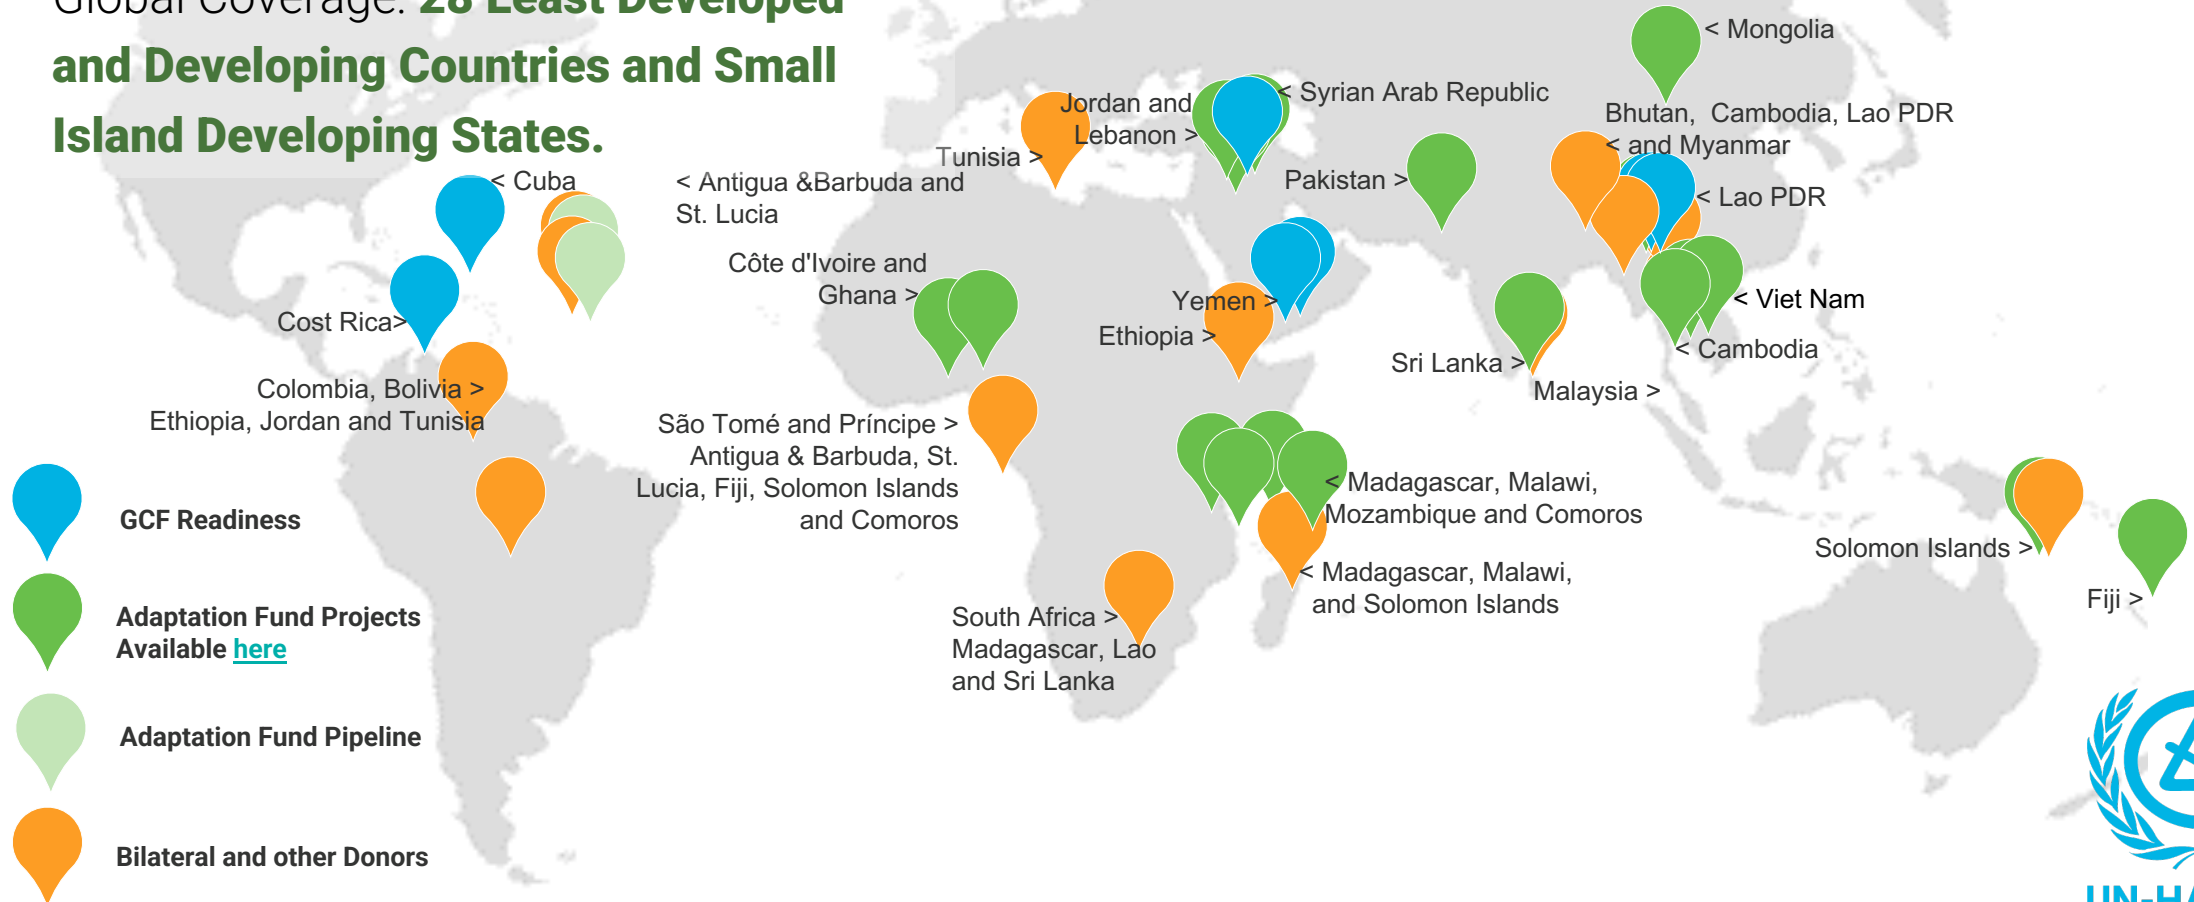 Global Coverage: 28 Least Developed
and Developing Countries and Small
Island Developing States.
< Mongolia
< Syrian Arab Republic
Jordan and
Lebanon >
Bhutan, Cambodia, Lao PDR
< and Myanmar
Tunisia >
Pakistan >
< Cuba
< Antigua &Barbuda and
St. Lucia
< Lao PDR
Côte d'Ivoire and
Ghana >
Yemen >
< Viet Nam
Cost Rica>
Ethiopia >
< Cambodia
Sri Lanka >
Malaysia >
Colombia, Bolivia >
Ethiopia, Jordan and Tunisia
São Tomé and Príncipe >
Antigua & Barbuda, St.
Lucia, Fiji, Solomon Islands
and Comoros
< Madagascar, Malawi,
Mozambique and Comoros
Solomon Islands >
< Madagascar, Malawi,
and Solomon Islands
Fiji >
South Africa >
Madagascar, Lao
and Sri Lanka
GCF Readiness
Adaptation Fund Projects
Available here
Adaptation Fund Pipeline
Bilateral and other Donors